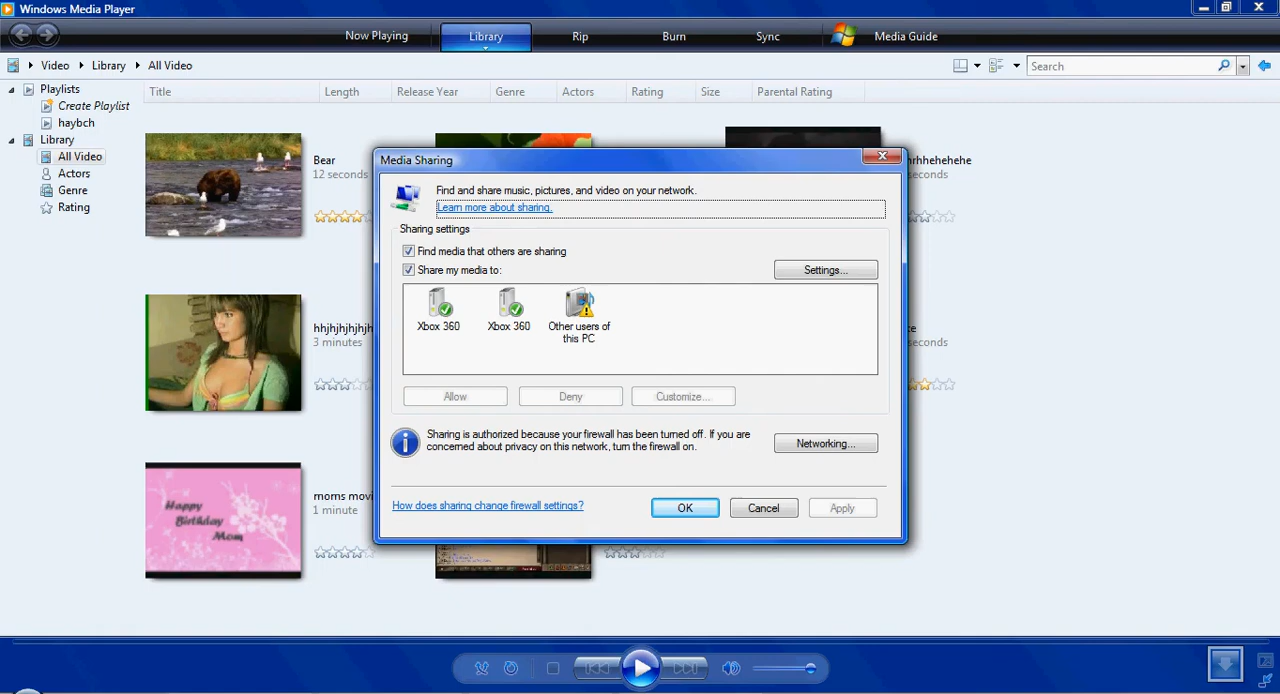 Windows Media Player
Now Playing
Library
Rip
Burn
Sync
Media Guide
Video
Library
All Video
Search
Playlists
Create Playlist
haybch
Library
All Video
Actors
Genre
Rating
Title
Length
Release Year
Genre
Actors
Rating
Size
Parental Rating
Bear
12 seconds
rhhehehehe
hhjhjhjhjhjh
3 minutes
seconds
moms movi
1 minute
Happy
Birthday
Mom
Media Sharing
Find and share music, pictures, and video on your network.
Learn more about sharing.
Sharing settings
Find media that others are sharing
Share my media to:
Settings...
Xbox 360
Xbox 360
Other users of
this PC
Allow
Deny
Customize...
Sharing is authorized because your firewall has been turned off. If you are
concerned about privacy on this network, turn the firewall on.
Networking...
How does sharing change firewall settings?
OK
Cancel
Apply